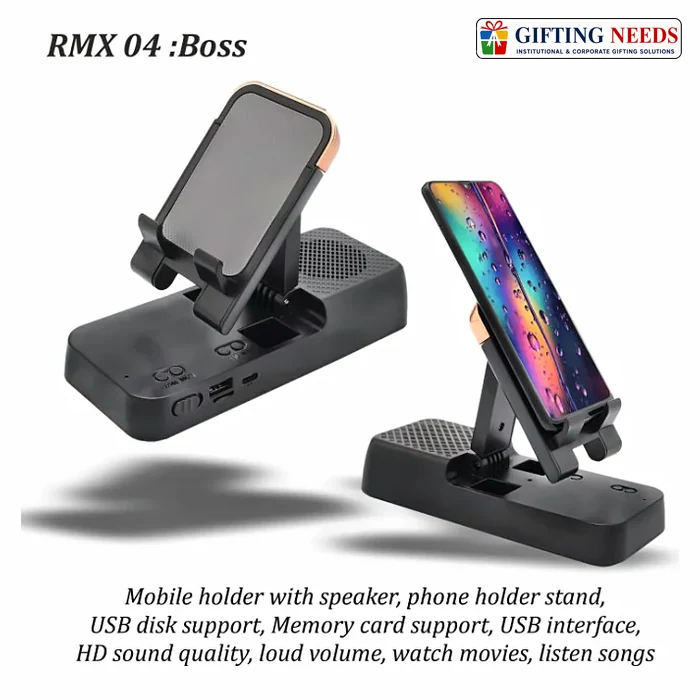 RMX 04 :Boss
GIFTING NEEDS
INSTITUTIONAL & CORPORATE GIFTING SOLUTIONS
Mobile holder with speaker, phone holder stand,
USB disk support, Memory card support, USB interface,
HD sound quality, loud volume, watch movies, listen songs